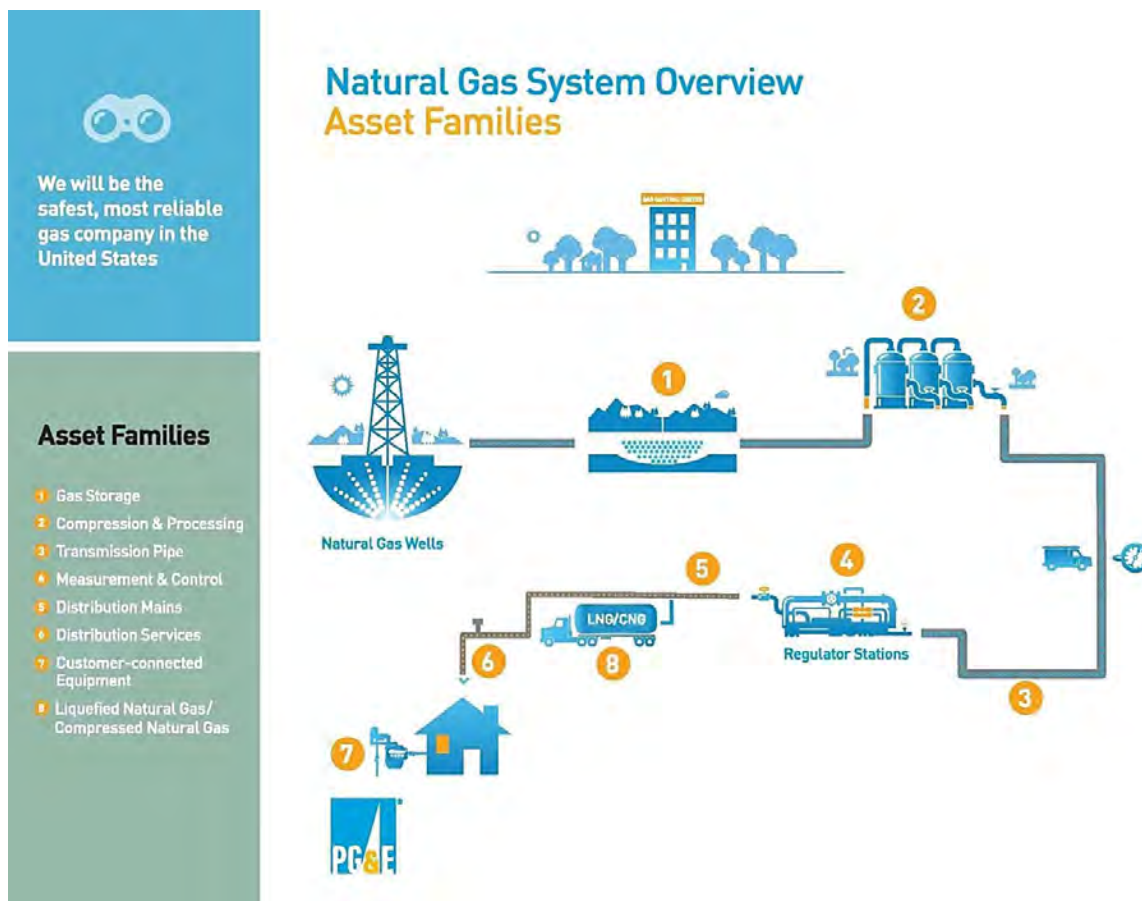 We will be the
safest, most reliable
gas company in the
United States
Natural Gas System Overview
Asset Families
GAS CONTROL CENTER
2
1
Natural Gas Wells
Asset Families
1 Gas Storage
2 Compression & Processing
3 Transmission Pipe
4 Measurement & Control
5 Distribution Mains
6 Distribution Services
7 Customer-connected
Equipment
8 Liquefied Natural Gas/
Compressed Natural Gas
5
4
LNG/CNG
6
8
Regulator Stations
3
7
PG&E